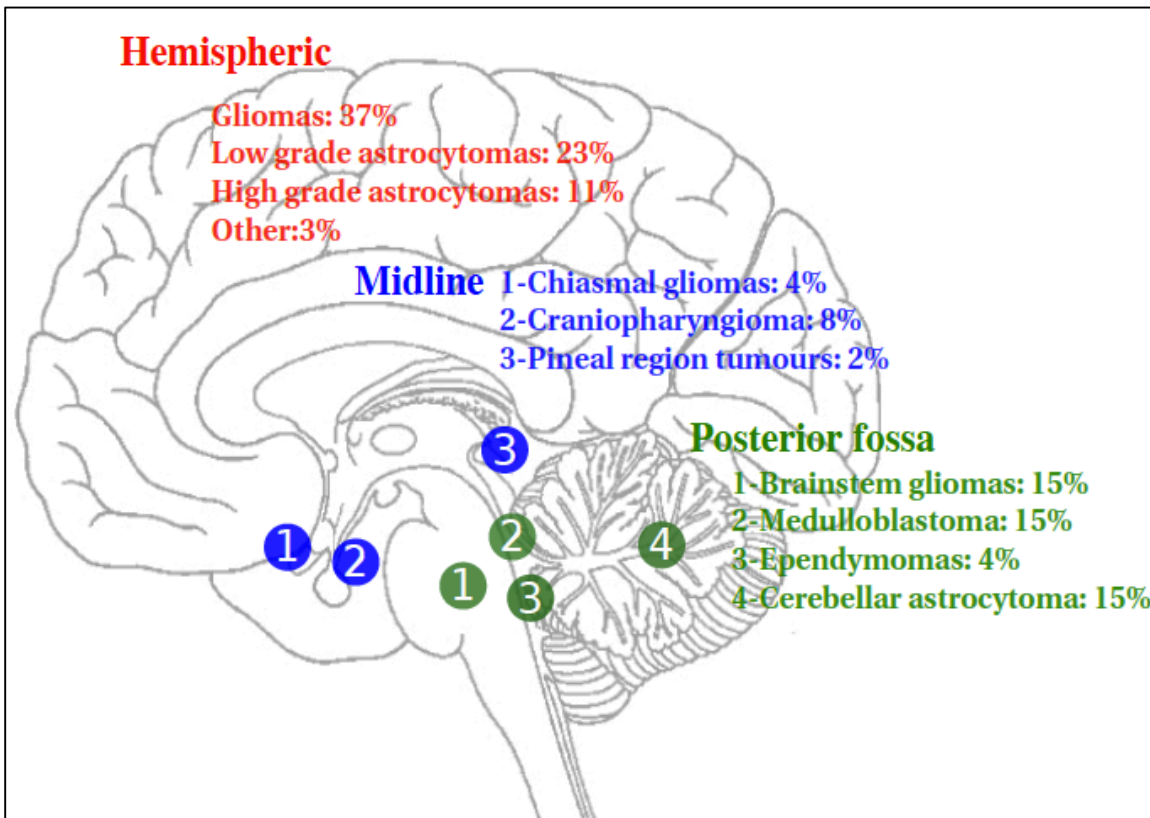 Hemispheric
Gliomas: 37%
Low grade astrocytomas: 23%
High grade astrocytomas: 11%
Other:3%
Midline
1-Chiasmal gliomas: 4%
2-Craniopharyngioma: 8%
3-Pineal region tumours: 2%
Posterior fossa
1-Brainstem gliomas: 15%
2-Medulloblastoma: 15%
3-Ependymomas: 4%
4-Cerebellar astrocytoma: 15%
1
2
3
1
2
3
4